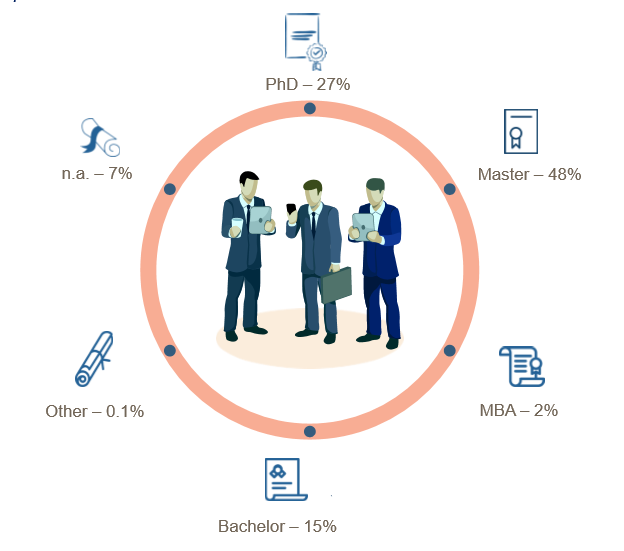 PhD – 27%
n.a. – 7%
Master – 48%
Other – 0.1%
MBA – 2%
Bachelor – 15%